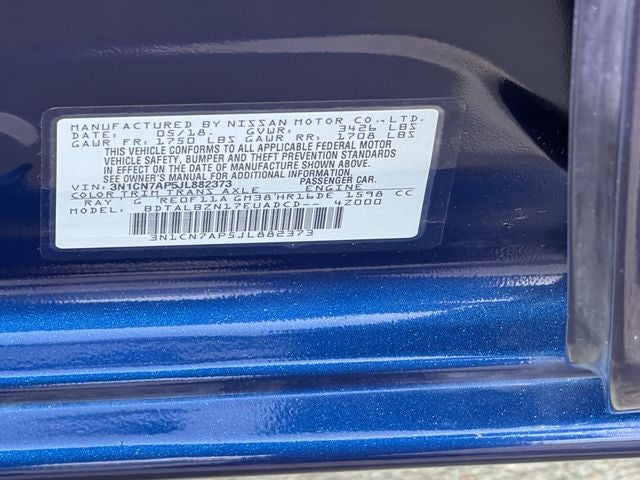 MANUFACTURED BY NISSAN MOTOR CO., LTD.
DATE: 05/18. GVWR: 3426 LBS
GAWR FR: 1750 LBS GAWR RR: 1708 LBS
THIS VEHICLE CONFORMS TO ALL APPLICABLE FEDERAL MOTOR
VEHICLE SAFETY, BUMPER AND THEFT PREVENTION STANDARDS
IN EFFECT ON THE DATE OF MANUFACTURE SHOWN ABOVE.
SEE OWNER'S MANUAL FOR ADDITIONAL INFORMATION.
VIN: 3N1CN7AP5JL882373 PASSENGER CAR.
COLOR TRIM TRANS AXLE ENGINE
RAY G RE0F11A GM38 HR16DE 1598 CC
MODEL: BDTALBZN17EUADCD-- 4Z000
3N1CN7AP5JL882373